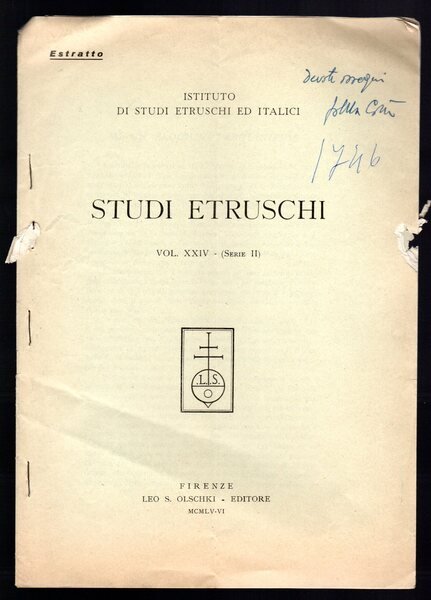 Estratto
ISTITUTO
DI STUDI ETRUSCHI ED ITALICI
STUDI ETRUSCHI
VOL. XXIV - (SERIE II)
.L.S.
FIRENZE
LEO S. OLSCHKI - EDITORE
MCMLV-VI